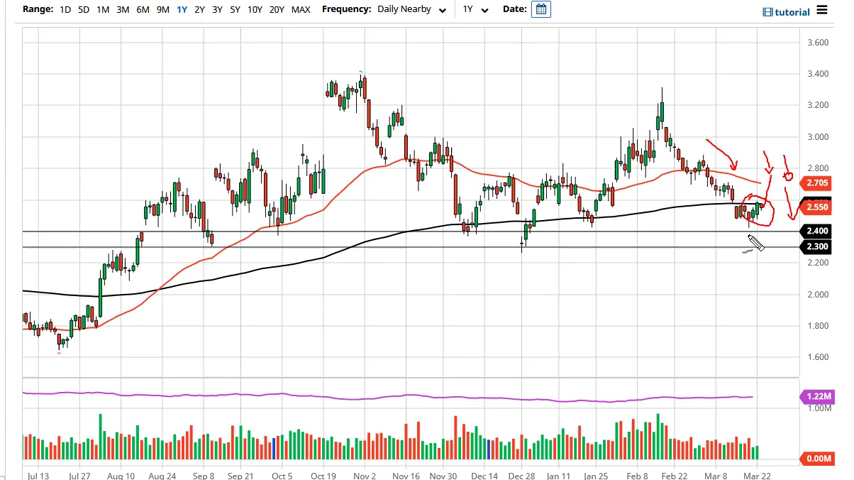 Range: 1D 5D 1M 3M 6M 9M 1Y 2Y 3Y 5Y 10Y 20Y MAX Frequency: Daily Nearby 1Y Date: tutorial
3.600
3.400
3.200
3.000
2.800
2.705
2.550
2.400
2.300
2.200
2.000
1.800
1.600
1.22M
1.00M
0.00M
Jul 13 Jul 27 Aug 10 Aug 24 Sep 8 Sep 21 Oct 5 Oct 19 Nov 2 Nov 16 Nov 30 Dec 14 Dec 28 Jan 11 Jan 25 Feb 8 Feb 22 Mar 8 Mar 22